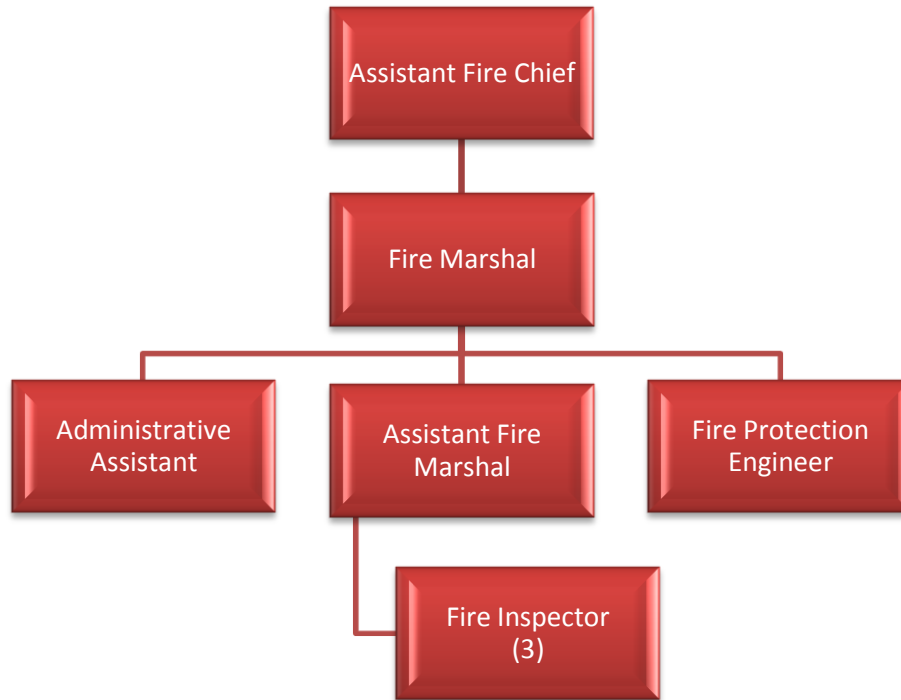 Assistant Fire Chief
Fire Marshal
Administrative
Assistant
Assistant Fire
Marshal
Fire Protection
Engineer
Fire Inspector
(3)